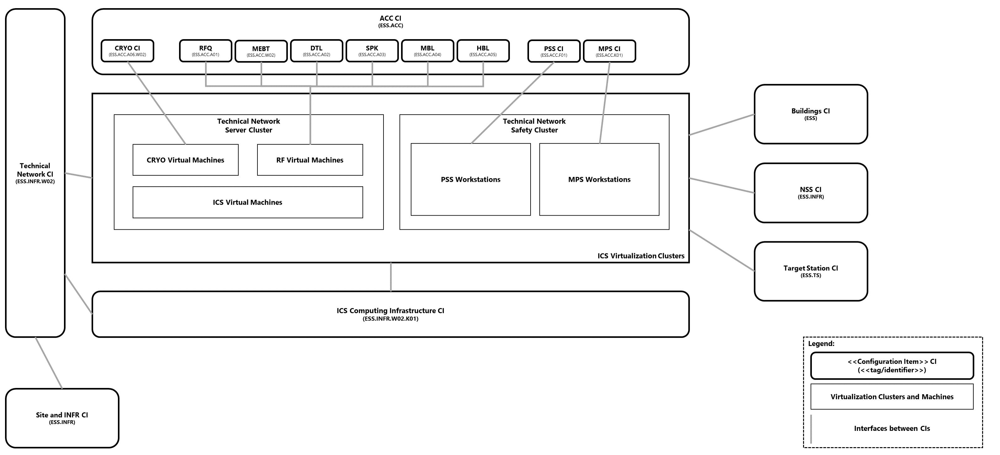 ACC CI
(ESS.ACC)
CRYO CI
(ESS.ACC.A06.W02)
RFQ
(ESS.ACC.A01)
MEBT
(ESS.ACC.W02)
DTL
(ESS.ACC.A02)
SPK
(ESS.ACC.A03)
MBL
(ESS.ACC.A04)
HBL
(ESS.ACC.A05)
PSS CI
(ESS.ACC.F01)
MPS CI
(ESS.ACC.K01)
Technical
Network CI
(ESS.INFR.W02)
Technical Network
Server Cluster
CRYO Virtual Machines
RF Virtual Machines
ICS Virtual Machines
Technical Network
Safety Cluster
PSS Workstations
MPS Workstations
ICS Virtualization Clusters
Buildings CI
(ESS)
NSS CI
(ESS.INFR)
Target Station CI
(ESS.TS)
ICS Computing Infrastructure CI
(ESS.INFR.W02.K01)
Site and INFR CI
(ESS.INFR)
Legend:
<<Configuration Item>> CI
(<<tag/identifier>>)
Virtualization Clusters and Machines
Interfaces between CIs